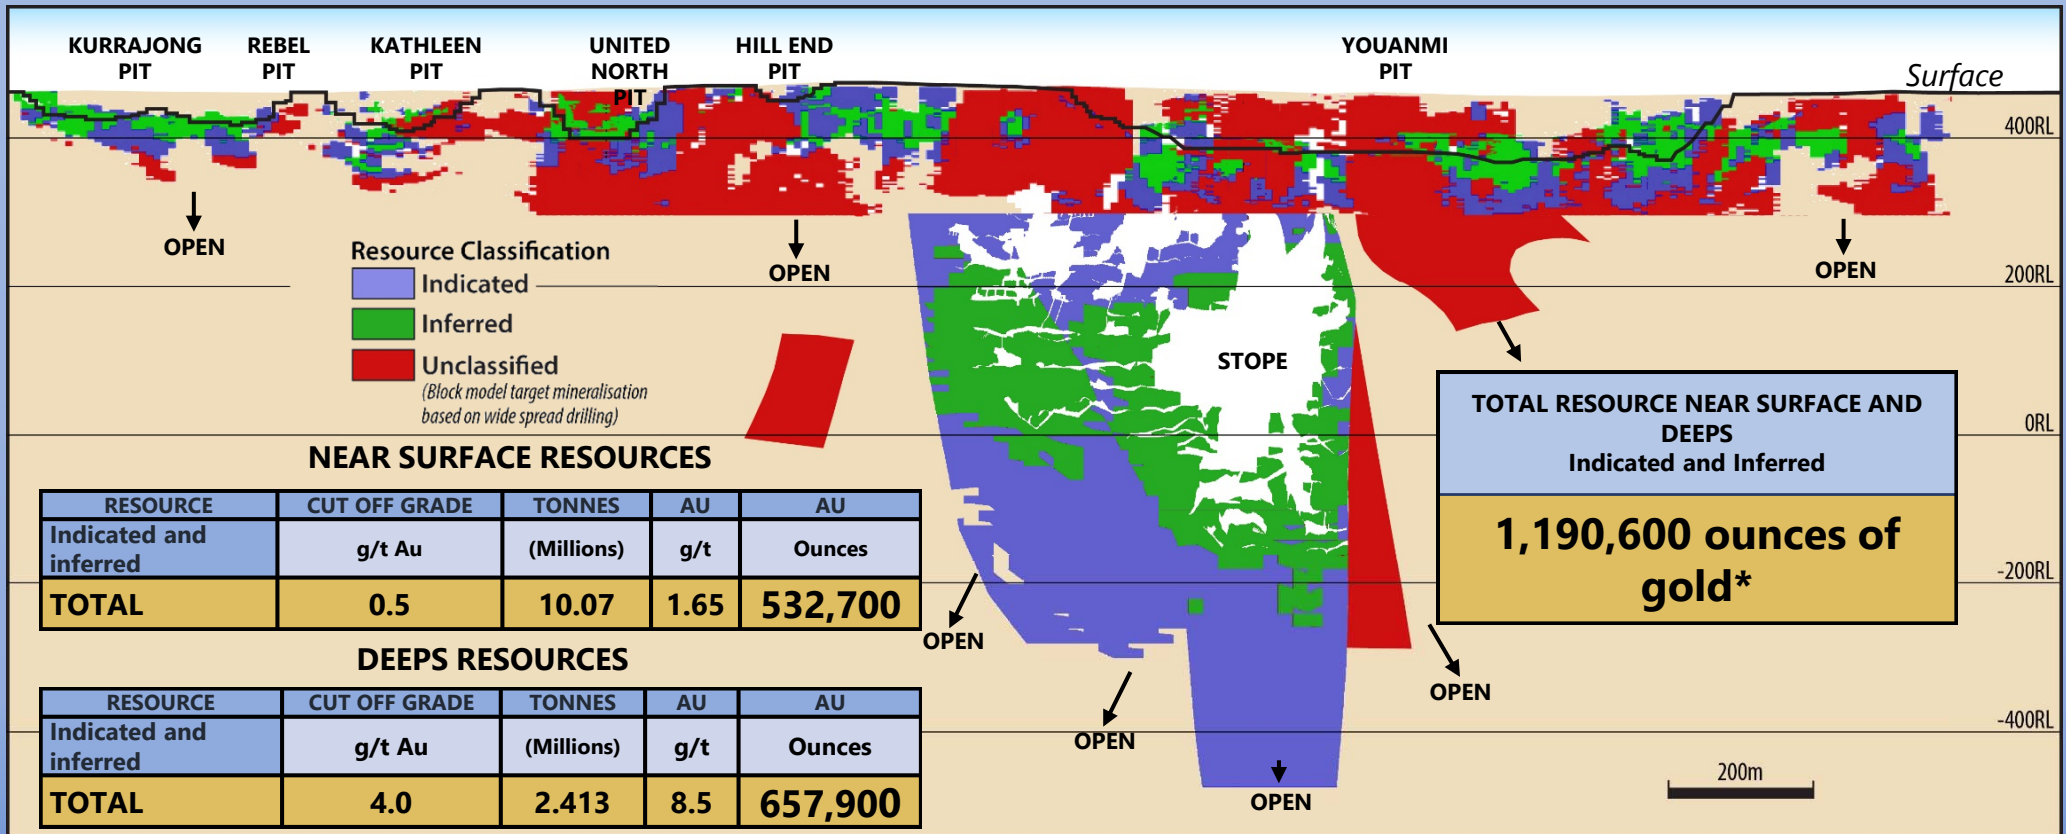 KURRAJONG
PIT
REBEL
PIT
KATHLEEN
PIT
UNITED
NORTH
PIT
HILL END
PIT
YOUANMI
PIT
Surface
400RL
200RL
0RL
-200RL
-400RL
OPEN
OPEN
OPEN
Resource Classification
Indicated
Inferred
Unclassified
(Block model target mineralisation
based on wide spread drilling)
STOPE
TOTAL RESOURCE NEAR SURFACE AND
DEEPS
Indicated and Inferred
1,190,600 ounces of
gold*
NEAR SURFACE RESOURCES
RESOURCE CUT OFF GRADE TONNES AU AU
Indicated and
inferred g/t Au (Millions) g/t Ounces
TOTAL 0.5 10.07 1.65 532,700
DEEPS RESOURCES
RESOURCE CUT OFF GRADE TONNES AU AU
Indicated and
inferred g/t Au (Millions) g/t Ounces
TOTAL 4.0 2.413 8.5 657,900
OPEN
OPEN
OPEN
OPEN
200m